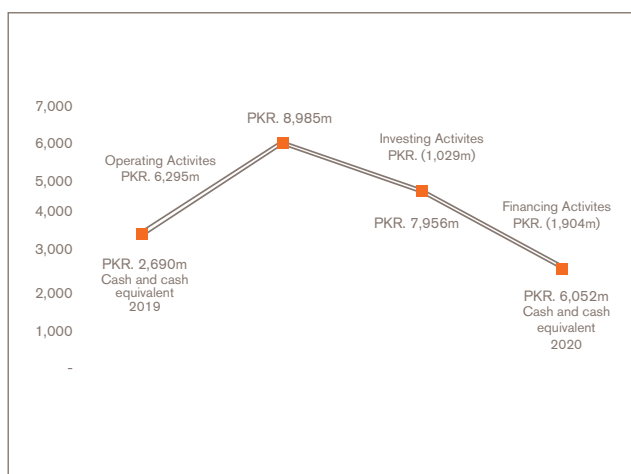 7,000
6,000
5,000
4,000
3,000
2,000
1,000
-
Operating Activites
PKR. 6,295m
PKR. 2,690m
Cash and cash
equivalent
2019
PKR. 8,985m
Investing Activites
PKR. (1,029m)
PKR. 7,956m
Financing Activites
PKR. (1,904m)
PKR. 6,052m
Cash and cash
equivalent
2020